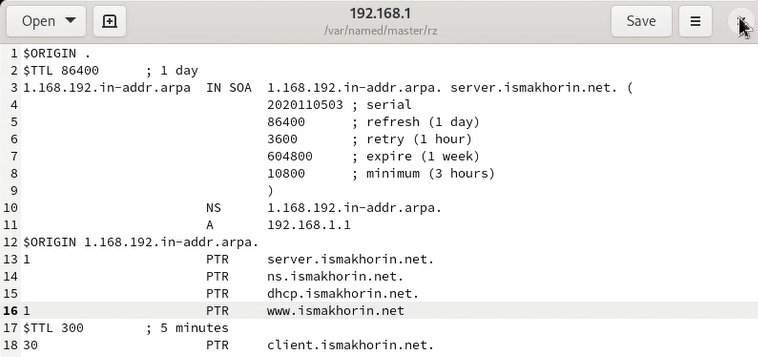 Open
192.168.1
/var/named/master/rz
Save
1 $ORIGIN .
2 $TTL 86400 ; 1 day
3 1.168.192.in-addr.arpa IN SOA 1.168.192.in-addr.arpa. server.ismakhorin.net. (
4 2020110503 ; serial
5 86400 ; refresh (1 day)
6 3600 ; retry (1 hour)
7 604800 ; expire (1 week)
8 10800 ; minimum (3 hours)
9 )
10 NS 1.168.192.in-addr.arpa.
11 A 192.168.1.1
12 $ORIGIN 1.168.192.in-addr.arpa.
13 1 PTR server.ismakhorin.net.
14 PTR ns.ismakhorin.net.
15 PTR dhcp.ismakhorin.net.
16 1 PTR www.ismakhorin.net
17 $TTL 300 ; 5 minutes
18 30 PTR client.ismakhorin.net.